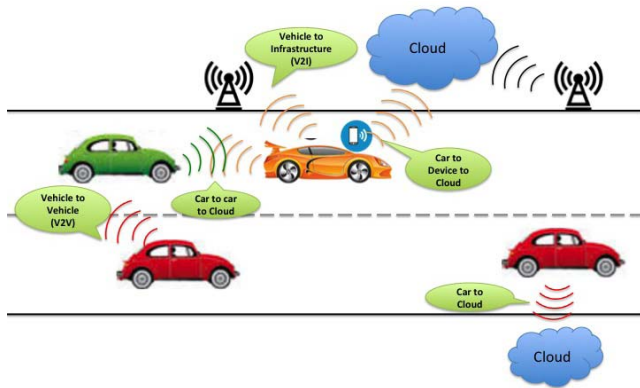 Vehicle to
Infrastructure
(V2I)
Cloud
Car to
Device to
Cloud
Vehicle to
Vehicle
(V2V)
Car to car
to Cloud
Car to
Cloud
Cloud